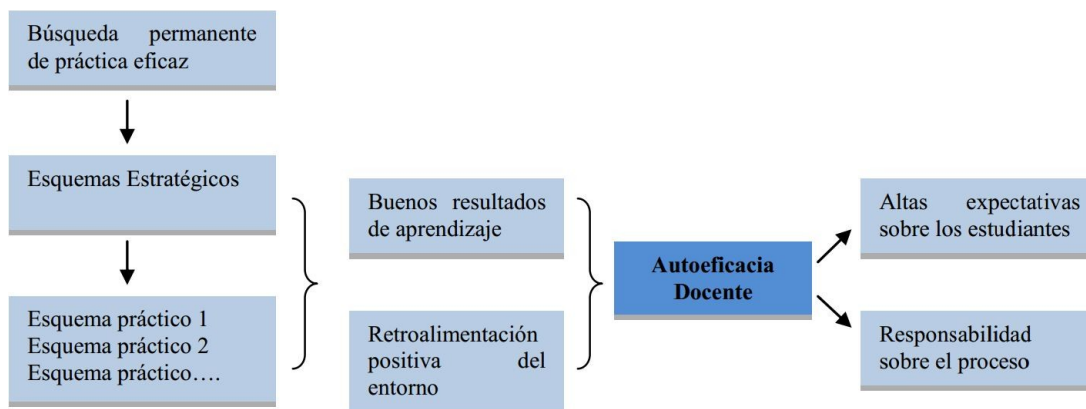 Búsqueda permanente
de práctica eficaz
Esquemas Estratégicos
Esquema práctico 1
Esquema práctico 2
Esquema práctico….
Buenos resultados
de aprendizaje
Retroalimentación
positiva del
entorno
Autoeficacia
Docente
Altas expectativas
sobre los estudiantes
Responsabilidad
sobre el proceso